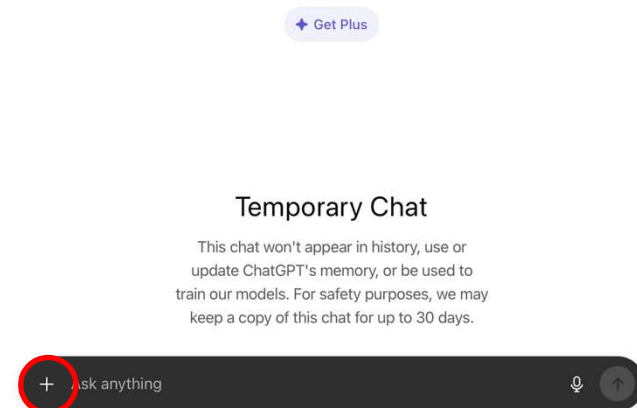 Get Plus
Temporary Chat
This chat won't appear in history, use or
update ChatGPT's memory, or be used to
train our models. For safety purposes, we may
keep a copy of this chat for up to 30 days.
+ Ask anything